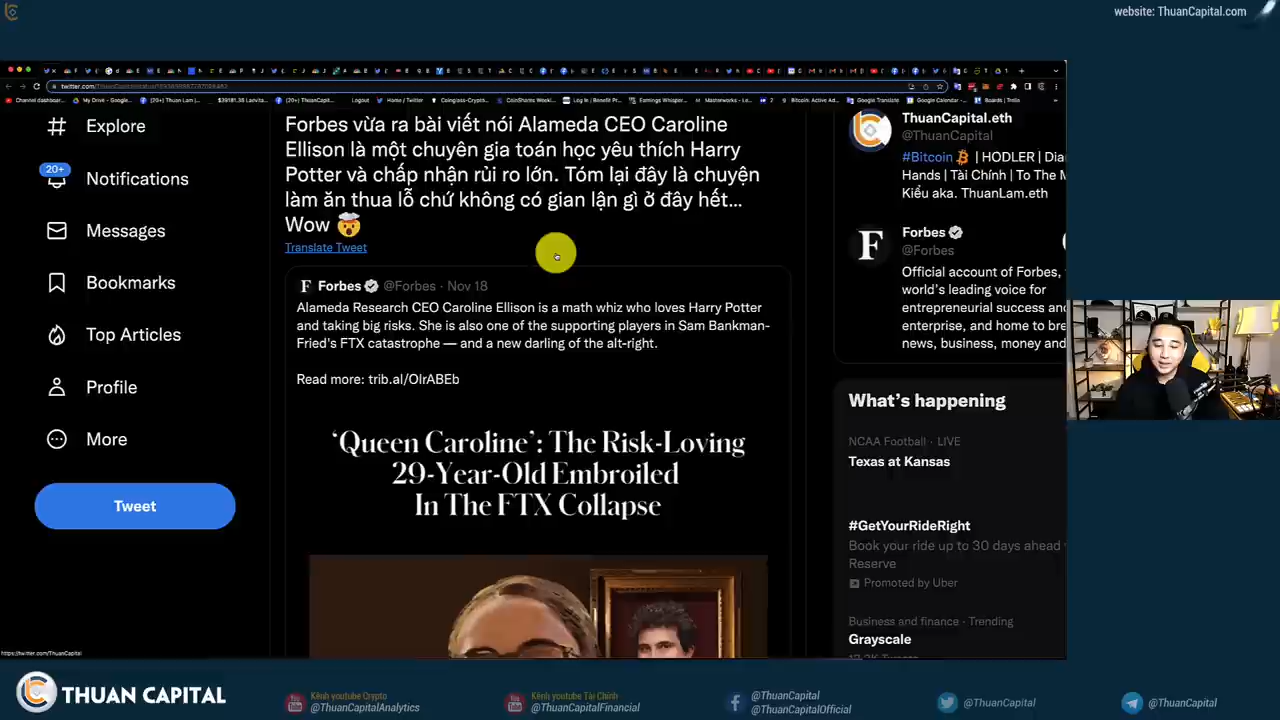 website: ThuanCapital.com
Explore
20+
Notifications
Messages
Bookmarks
Top Articles
Profile
More
Tweet
Forbes vừa ra bài viết nói Alameda CEO Caroline
Ellison là một chuyên gia toán học yêu thích Harry
Potter và chấp nhận rủi ro lớn. Tóm lại đây là chuyện
làm ăn thua lỗ chứ không có gian lận gì ở đây hết...
Wow 🤯
Translate Tweet
Forbes @Forbes · Nov 18
Alameda Research CEO Caroline Ellison is a math whiz who loves Harry Potter
and taking big risks. She is also one of the supporting players in Sam Bankman-
Fried's FTX catastrophe — and a new darling of the alt-right.
Read more: trib.al/OIrABEb
‘Queen Caroline’: The Risk-Loving
29-Year-Old Embroiled
In The FTX Collapse
ThuanCapital.eth
@ThuanCapital
#Bitcoin | HODLER | Dia
Hands | Tài Chính | To The M
Kiều aka. ThuanLam.eth
Forbes
@Forbes
Official account of Forbes,
world's leading voice for
entrepreneurial success an
enterprise, and home to bre
news, business, money and
What's happening
NCAA Football · LIVE
Texas at Kansas
#GetYourRideRight
Book your ride up to 30 days ahead
Reserve
Promoted by Uber
Business and finance · Trending
Grayscale
https://twitter.com/ThuanCapital
THUAN CAPITAL
Kênh youtube Crypto
@ThuanCapitalAnalytics
Kênh youtube Tài Chính
@ThuanCapitalFinancial
@ThuanCapital
@ThuanCapitalOfficial
@ThuanCapital
@ThuanCapital